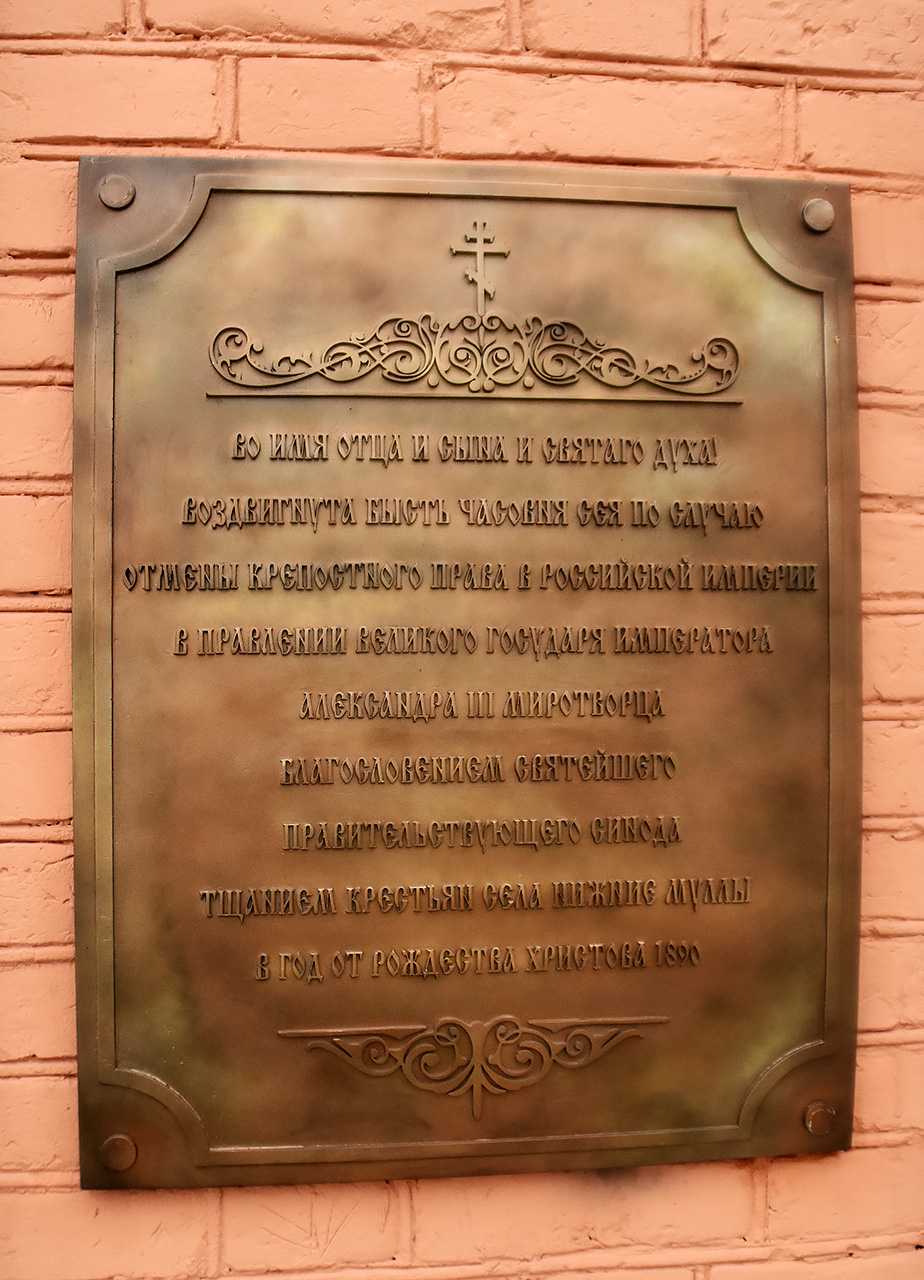 ВО ИМЯ ОТЦА И СЫНА И СВЯТАГО ДУХА!
ВОЗДВИГНУТА БЫСТЬ ЧАСОВНЯ СЕЯ ПО СЛУЧАЮ
ОТМЕНЫ КРЕПОСТНОГО ПРАВА В РОССИЙСКОЙ ИМПЕРИИ
В ПРАВЛЕНИИ ВЕЛИКОГО ГОСУДАРЯ ИМПЕРАТОРА
АЛЕКСАНДРА III МИРОТВОРЦА
БЛАГОСЛОВЕНИЕМ СВЯТЕЙШЕГО
ПРАВИТЕЛЬСТВУЮЩЕГО СИНОДА
ТЩАНИЕМ КРЕСТЬЯН СЕЛА НИЖНИЕ МУЛЛЫ
В ГОД ОТ РОЖДЕСТВА ХРИСТОВА 1890